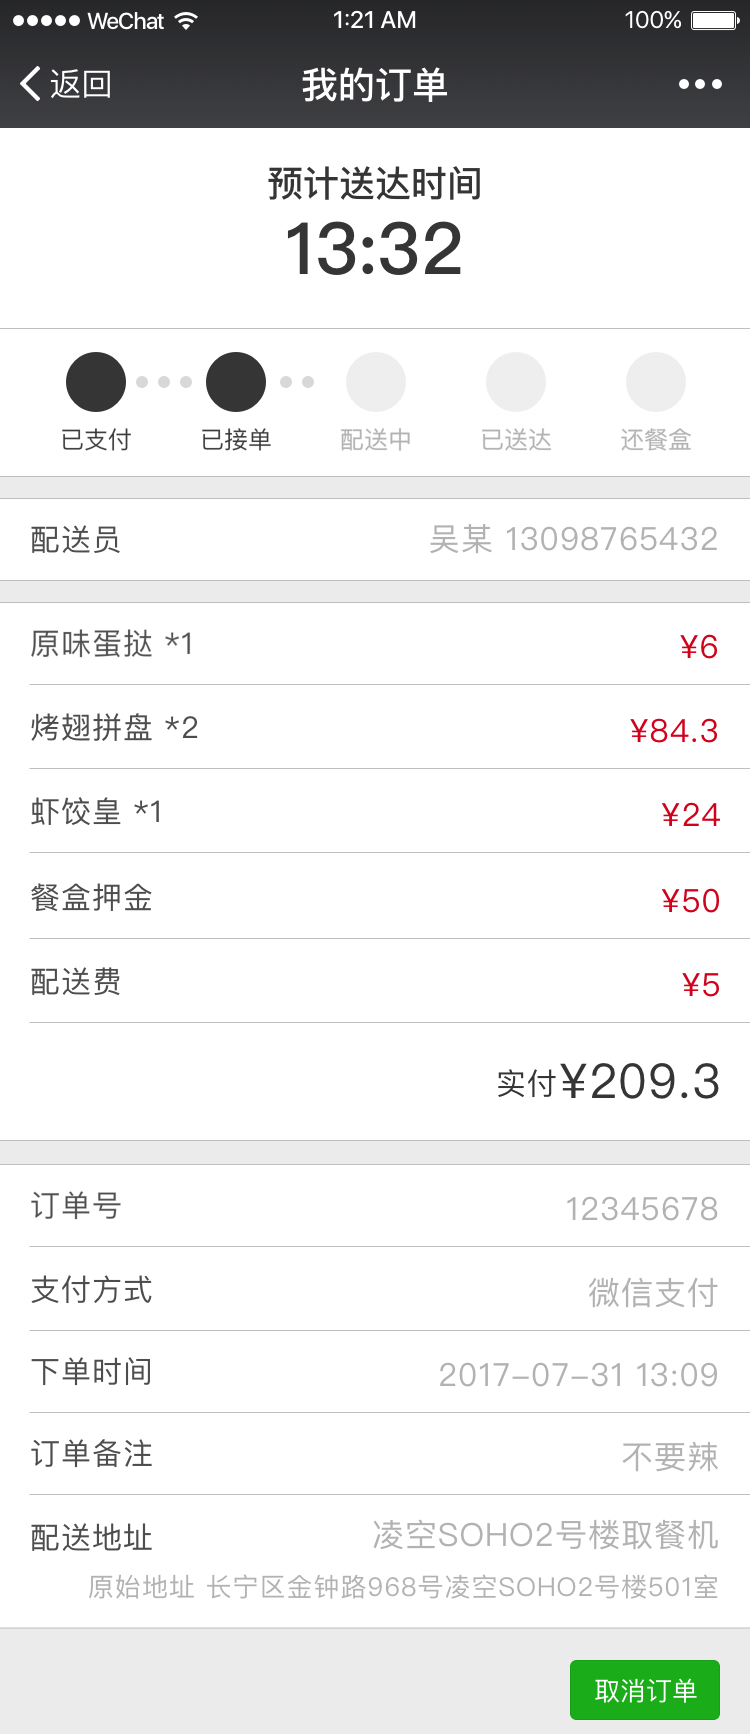 WeChat 1:21 AM 100%
返回 我的订单
预计送达时间
13:32
已支付 已接单 配送中 已送达 还餐盒
配送员 吴某 13098765432
原味蛋挞 *1 ¥6
烤翅拼盘 *2 ¥84.3
虾饺皇 *1 ¥24
餐盒押金 ¥50
配送费 ¥5
实付¥209.3
订单号 12345678
支付方式 微信支付
下单时间 2017-07-31 13:09
订单备注 不要辣
配送地址 凌空SOHO2号楼取餐机
原始地址 长宁区金钟路968号凌空SOHO2号楼501室
取消订单